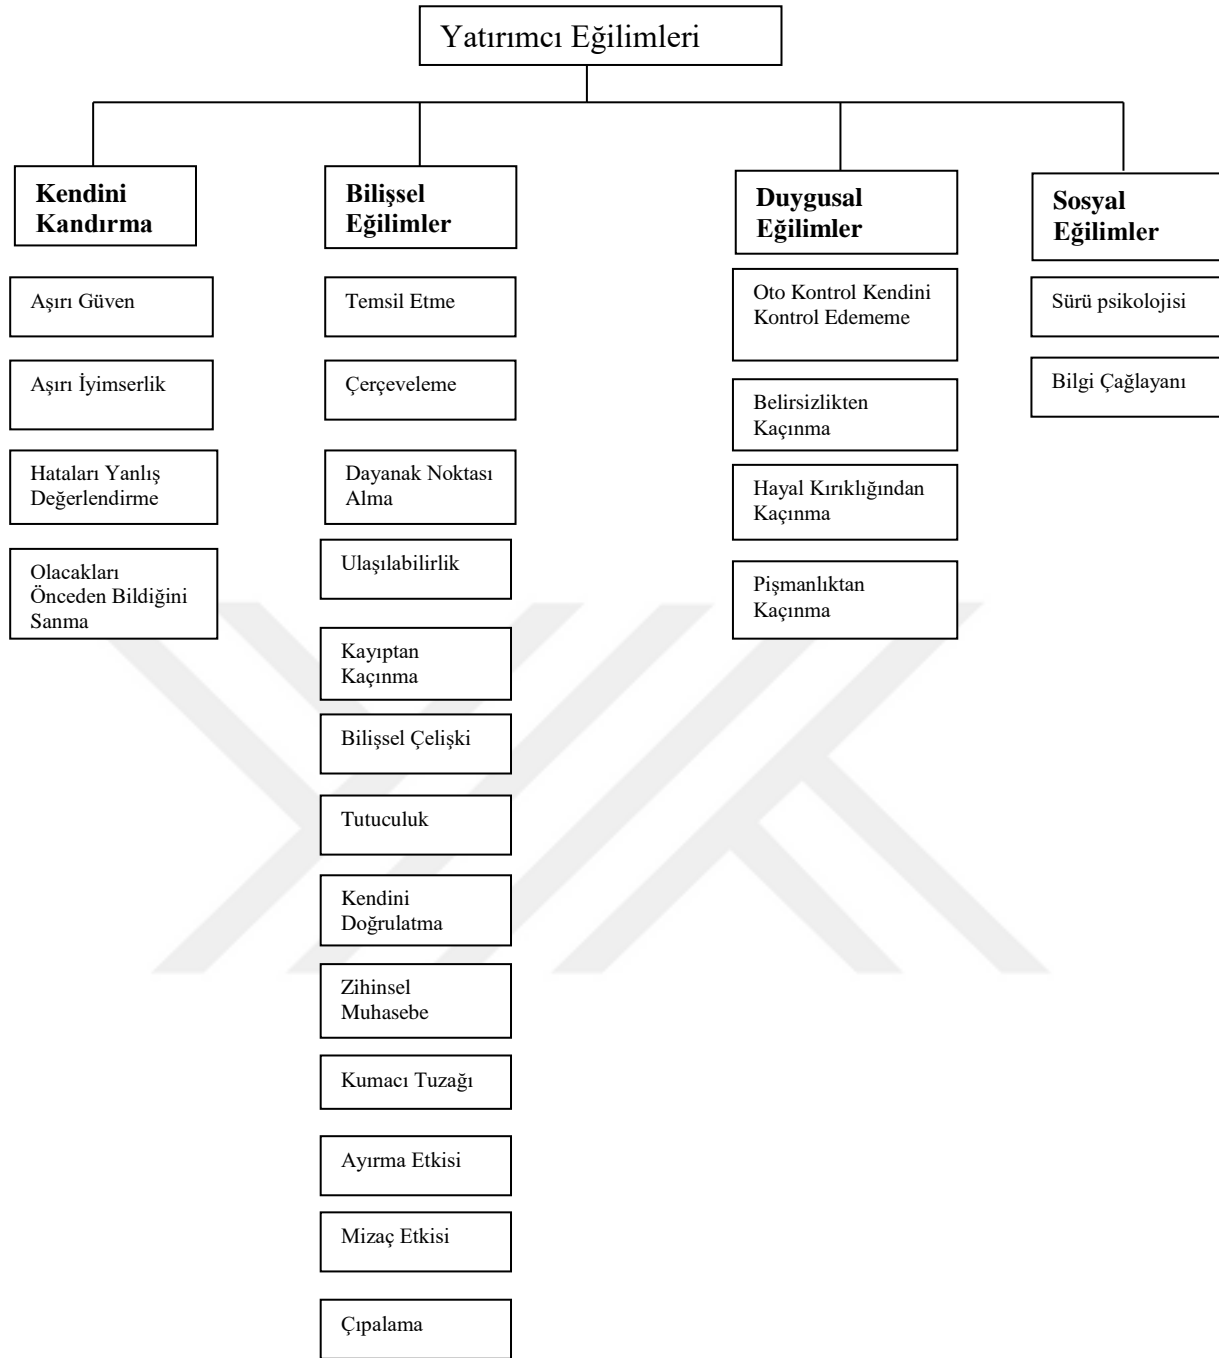 Yatırımcı Eğilimleri
Kendini
Kandırma
Aşırı Güven
Aşırı İyimserlik
Hataları Yanlış
Değerlendirme
Olacakları
Önceden Bildiğini
Sanma
Bilişsel
Eğilimler
Temsil Etme
Çerçeveleme
Dayanak Noktası
Alma
Ulaşılabilirlik
Kayıptan
Kaçınma
Bilişsel Çelişki
Tutuculuk
Kendini
Doğrulatma
Zihinsel
Muhasebe
Kumacı Tuzağı
Ayırma Etkisi
Mizaç Etkisi
Çıpalama
Duygusal
Eğilimler
Oto Kontrol Kendini
Kontrol Edememe
Belirsizlikten
Kaçınma
Hayal Kırıklığından
Kaçınma
Pişmanlıktan
Kaçınma
Sosyal
Eğilimler
Sürü psikolojisi
Bilgi Çağlayanı